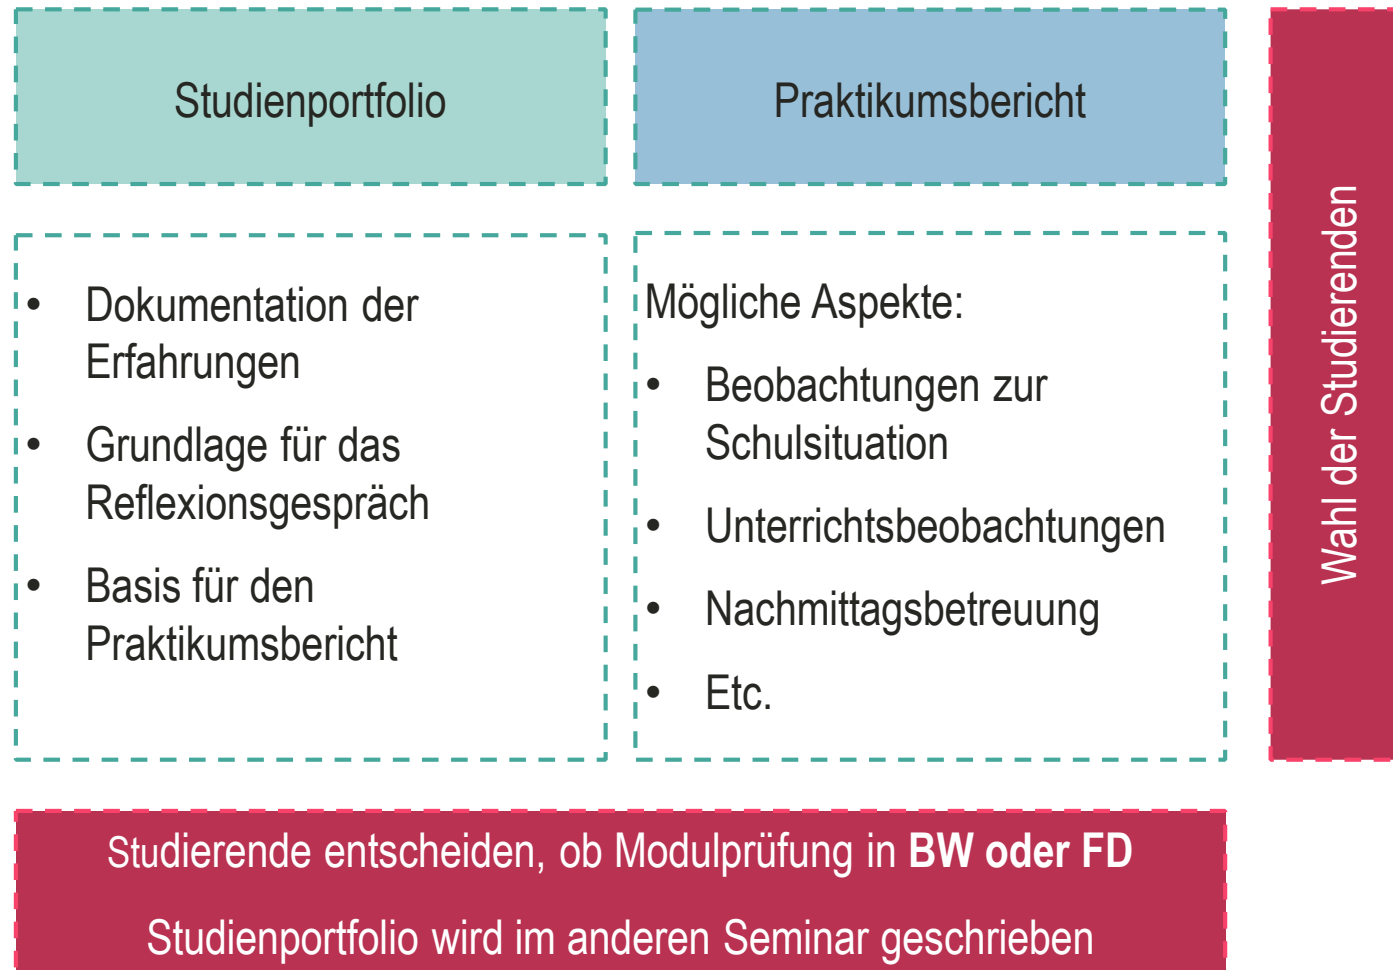 Studienportfolio
Praktikumsbericht
• Dokumentation der
Erfahrungen
• Grundlage für das
Reflexionsgespräch
• Basis für den
Praktikumsbericht
Mögliche Aspekte:
• Beobachtungen zur
Schulsituation
• Unterrichtsbeobachtungen
• Nachmittagsbetreuung
• Etc.
Wahl der Studierenden
Studierende entscheiden, ob Modulprüfung in BW oder FD
Studienportfolio wird im anderen Seminar geschrieben